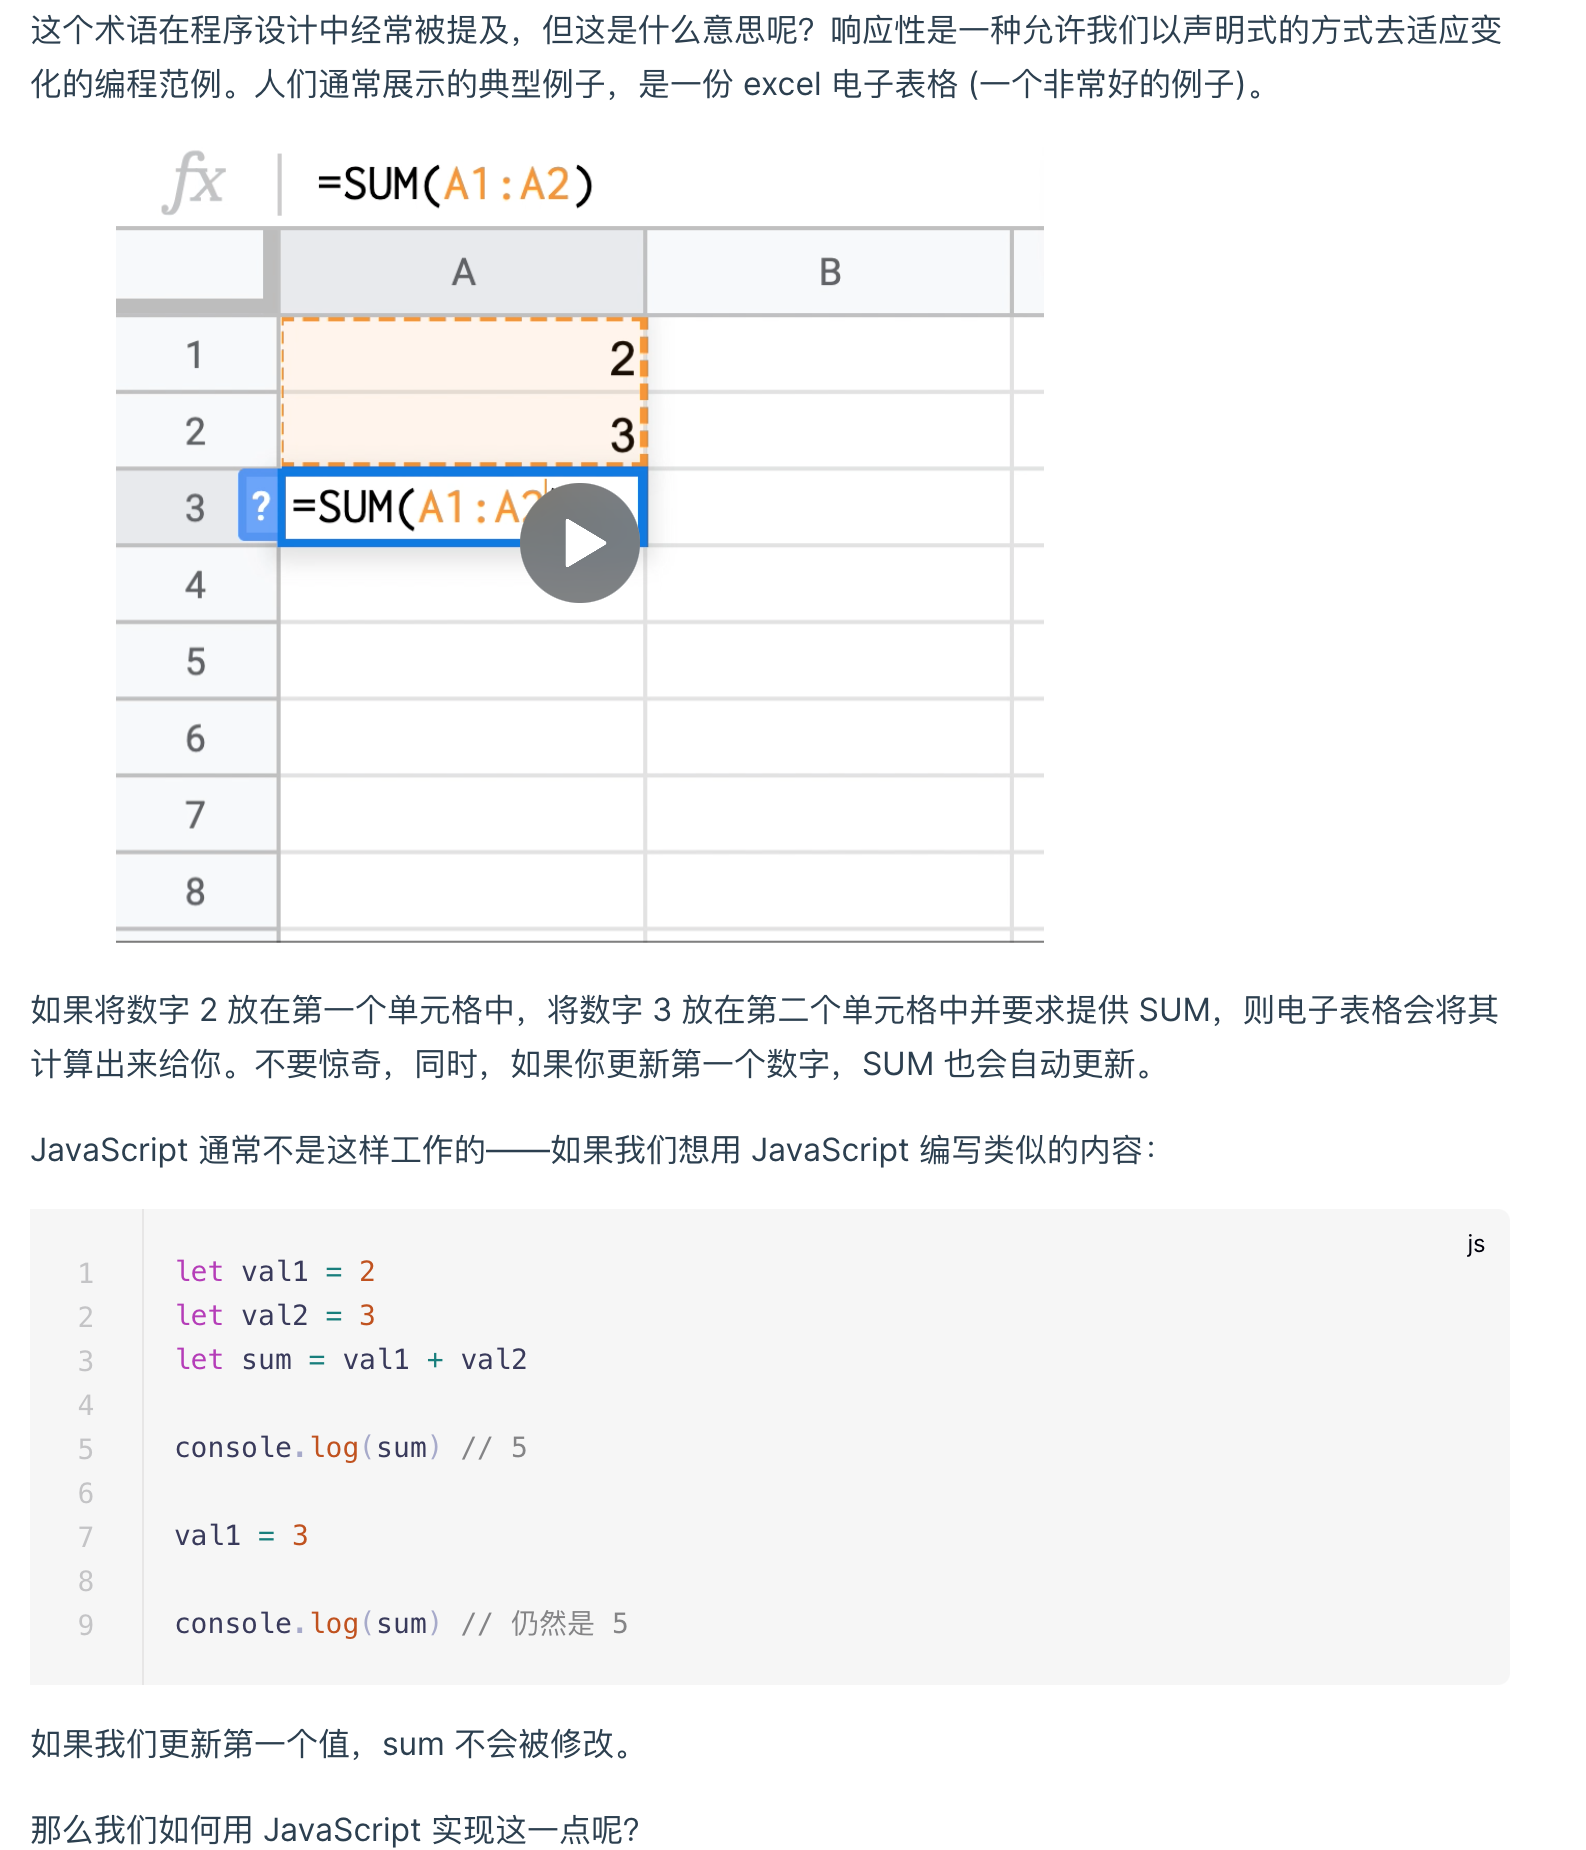 这个术语在程序设计中经常被提及，但这是什么意思呢？响应性是一种允许我们以声明式的方式去适应变
化的编程范例。人们通常展示的典型例子，是一份 excel 电子表格 (一个非常好的例子)。
fx =SUM(A1:A2)
A B
1 2
2 3
3 ? =SUM(A1:A2
4
5
6
7
8
如果将数字 2 放在第一个单元格中，将数字 3 放在第二个单元格中并要求提供 SUM，则电子表格会将其
计算出来给你。不要惊奇，同时，如果你更新第一个数字，SUM 也会自动更新。
JavaScript 通常不是这样工作的——如果我们想用 JavaScript 编写类似的内容：
js
1 let val1 = 2
2 let val2 = 3
3 let sum = val1 + val2
4
5 console.log(sum) // 5
6
7 val1 = 3
8
9 console.log(sum) // 仍然是 5
如果我们更新第一个值，sum 不会被修改。
那么我们如何用 JavaScript 实现这一点呢？